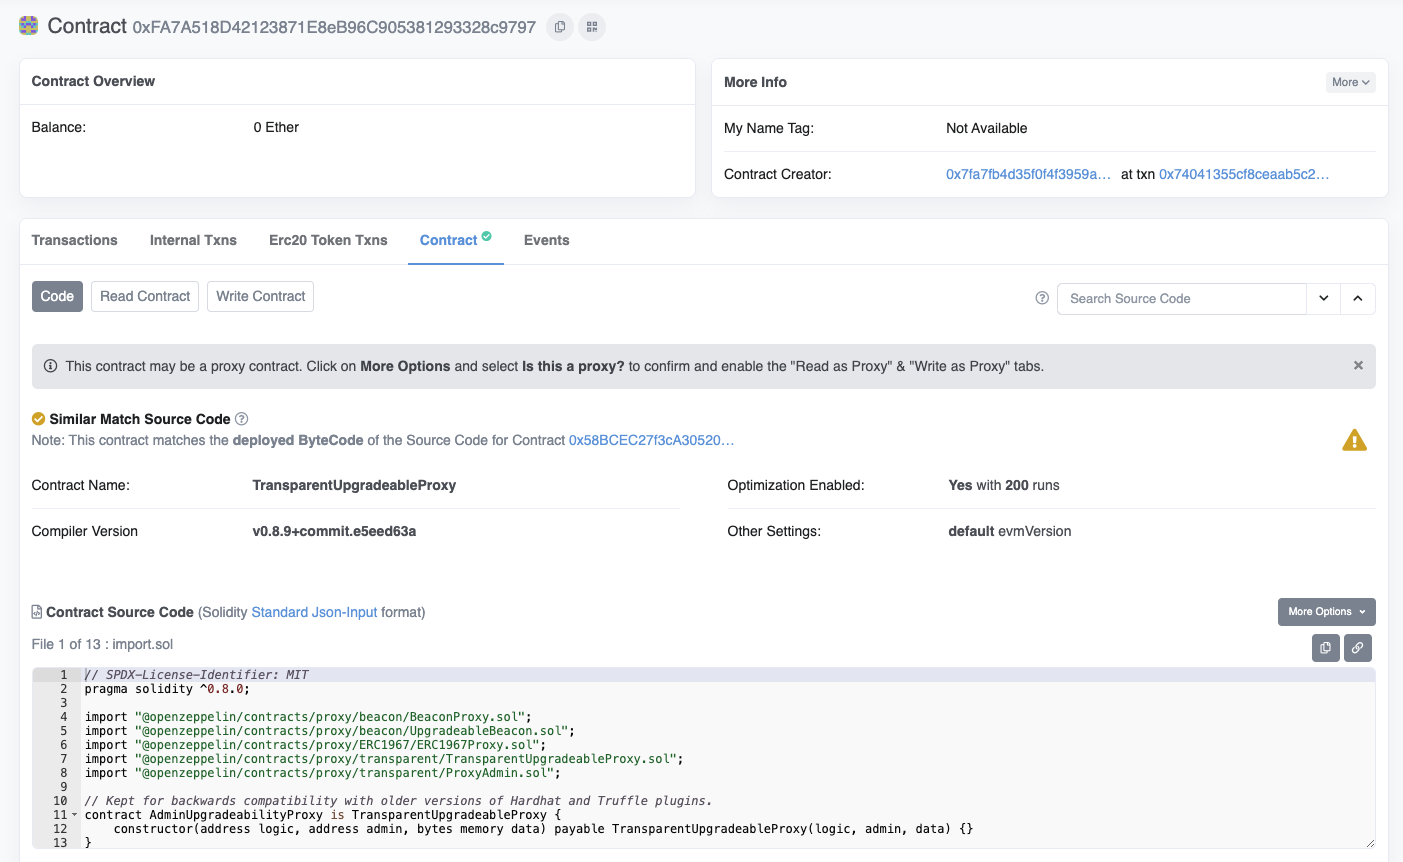 Contract 0xFA7A518D42123871E8eB96C905381293328c9797
Contract Overview
Balance: 0 Ether
More Info More
My Name Tag: Not Available
Contract Creator: 0x7fa7fb4d35f0f4f3959a... at txn 0x74041355cf8ceaab5c2...
Transactions Internal Txns Erc20 Token Txns Contract Events
Code Read Contract Write Contract Search Source Code
This contract may be a proxy contract. Click on More Options and select Is this a proxy? to confirm and enable the "Read as Proxy" & "Write as Proxy" tabs.
Similar Match Source Code
Note: This contract matches the deployed ByteCode of the Source Code for Contract 0x58BCEC27f3cA30520...
Contract Name: TransparentUpgradeableProxy
Optimization Enabled: Yes with 200 runs
Compiler Version v0.8.9+commit.e5eed63a
Other Settings: default evmVersion
Contract Source Code (Solidity Standard Json-Input format)
More Options
File 1 of 13 : import.sol
1 // SPDX-License-Identifier: MIT
2 pragma solidity ^0.8.0;
3
4 import "@openzeppelin/contracts/proxy/beacon/BeaconProxy.sol";
5 import "@openzeppelin/contracts/proxy/beacon/UpgradeableBeacon.sol";
6 import "@openzeppelin/contracts/proxy/ERC1967/ERC1967Proxy.sol";
7 import "@openzeppelin/contracts/proxy/transparent/TransparentUpgradeableProxy.sol";
8 import "@openzeppelin/contracts/proxy/transparent/ProxyAdmin.sol";
9
10 // Kept for backwards compatibility with older versions of Hardhat and Truffle plugins.
11 contract AdminUpgradeabilityProxy is TransparentUpgradeableProxy {
12 constructor(address logic, address admin, bytes memory data) payable TransparentUpgradeableProxy(logic, admin, data) {}
13 }